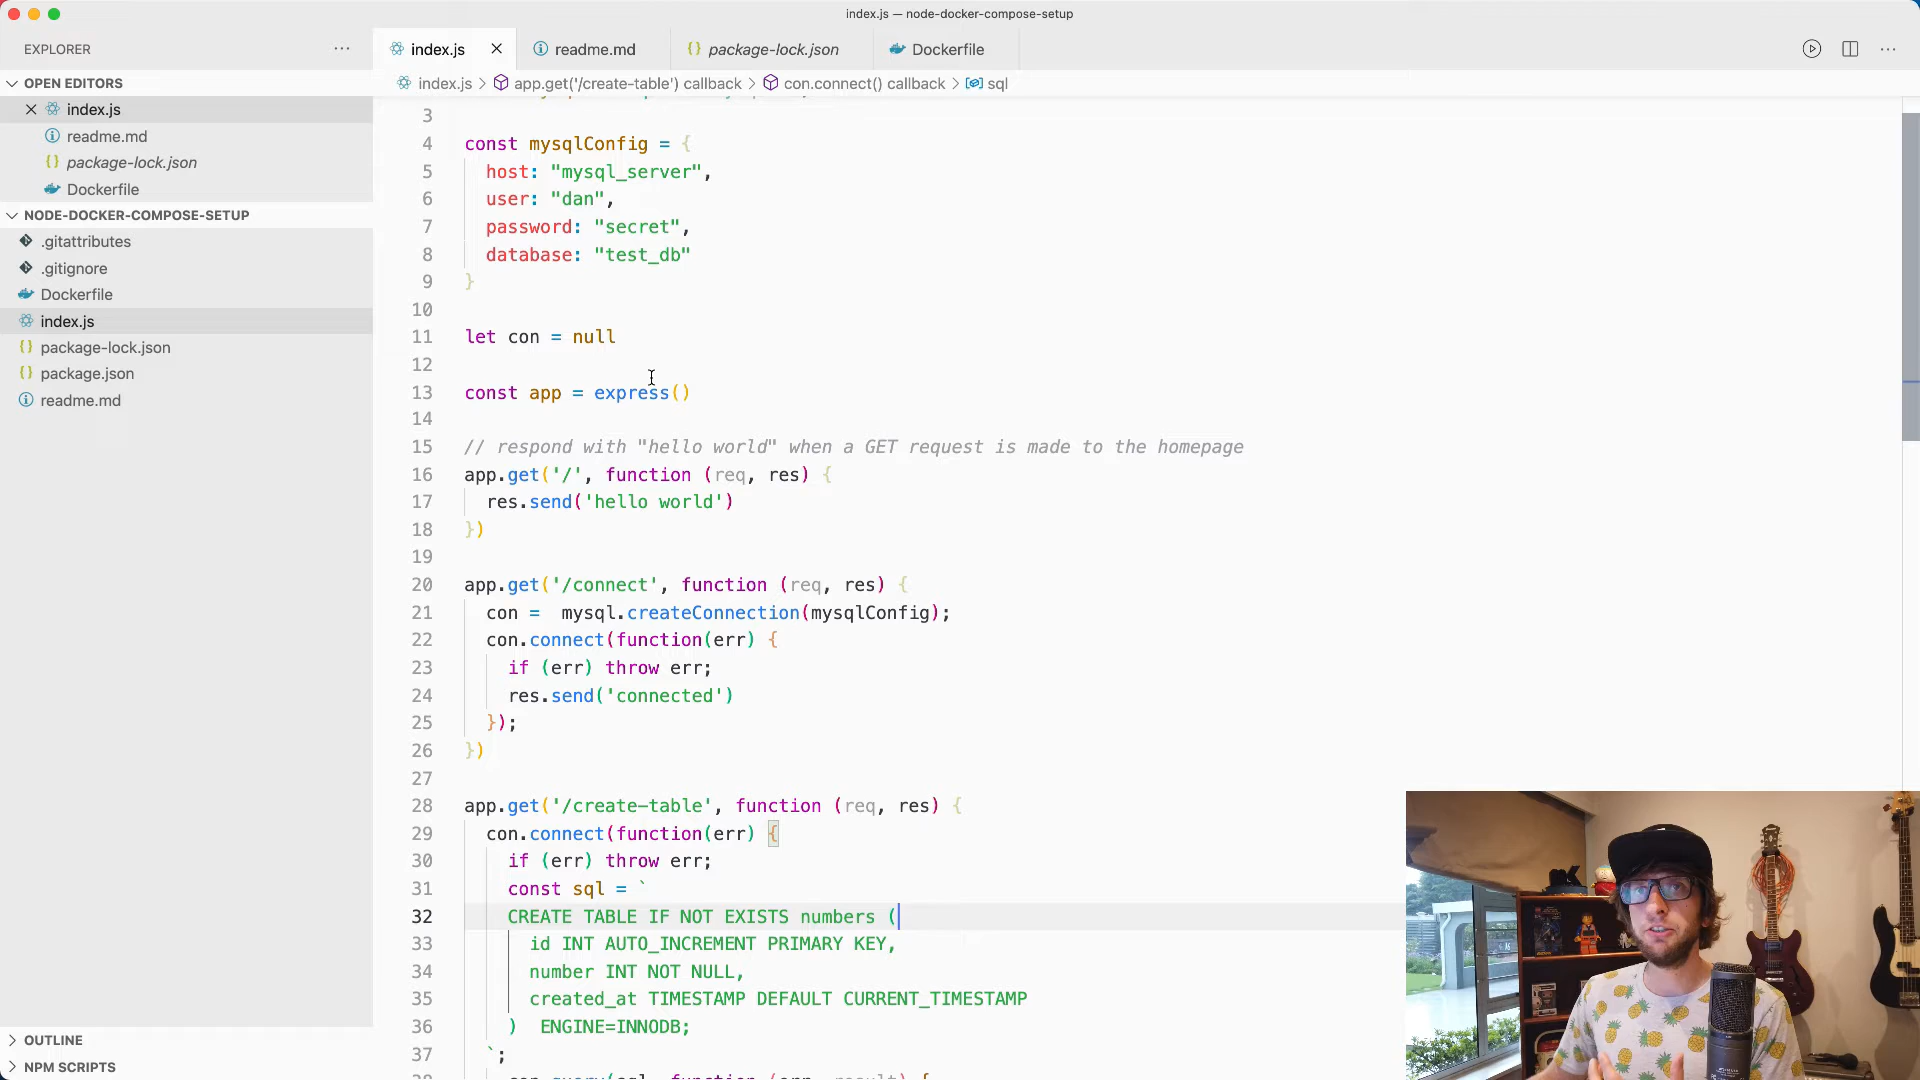 index.js — node-docker-compose-setup
EXPLORER
index.js
readme.md
package-lock.json
Dockerfile
OPEN EDITORS
index.js > app.get('/create-table') callback > con.connect() callback > sql
index.js
readme.md
package-lock.json
Dockerfile
NODE-DOCKER-COMPOSE-SETUP
.gitattributes
.gitignore
Dockerfile
index.js
package-lock.json
package.json
readme.md
OUTLINE
NPM SCRIPTS
3
4 const mysqlConfig = {
5 host: "mysql_server",
6 user: "dan",
7 password: "secret",
8 database: "test_db"
9 }
10
11 let con = null
12
13 const app = express()
14
15 // respond with "hello world" when a GET request is made to the homepage
16 app.get('/', function (req, res) {
17 res.send('hello world')
18 })
19
20 app.get('/connect', function (req, res) {
21 con =  mysql.createConnection(mysqlConfig);
22 con.connect(function(err) {
23 if (err) throw err;
24 res.send('connected')
25 });
26 })
27
28 app.get('/create-table', function (req, res) {
29 con.connect(function(err) {
30 if (err) throw err;
31 const sql = `
32 CREATE TABLE IF NOT EXISTS numbers (
33 id INT AUTO_INCREMENT PRIMARY KEY,
34 number INT NOT NULL,
35 created_at TIMESTAMP DEFAULT CURRENT_TIMESTAMP
36 )  ENGINE=INNODB;
37 `;